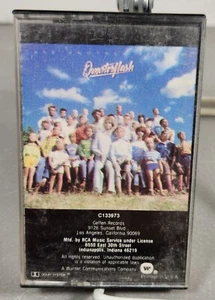 Quarterflash
C133973
Geffen Records
9126 Sunset Blvd.
Los Angeles, California 90069
Mfd. by RCA Music Service under License
6550 East 30th Street
Indianapolis, Indiana 46219
All rights reserved. Unauthorized duplication
is a violation of applicable laws.
A Warner Communications Company